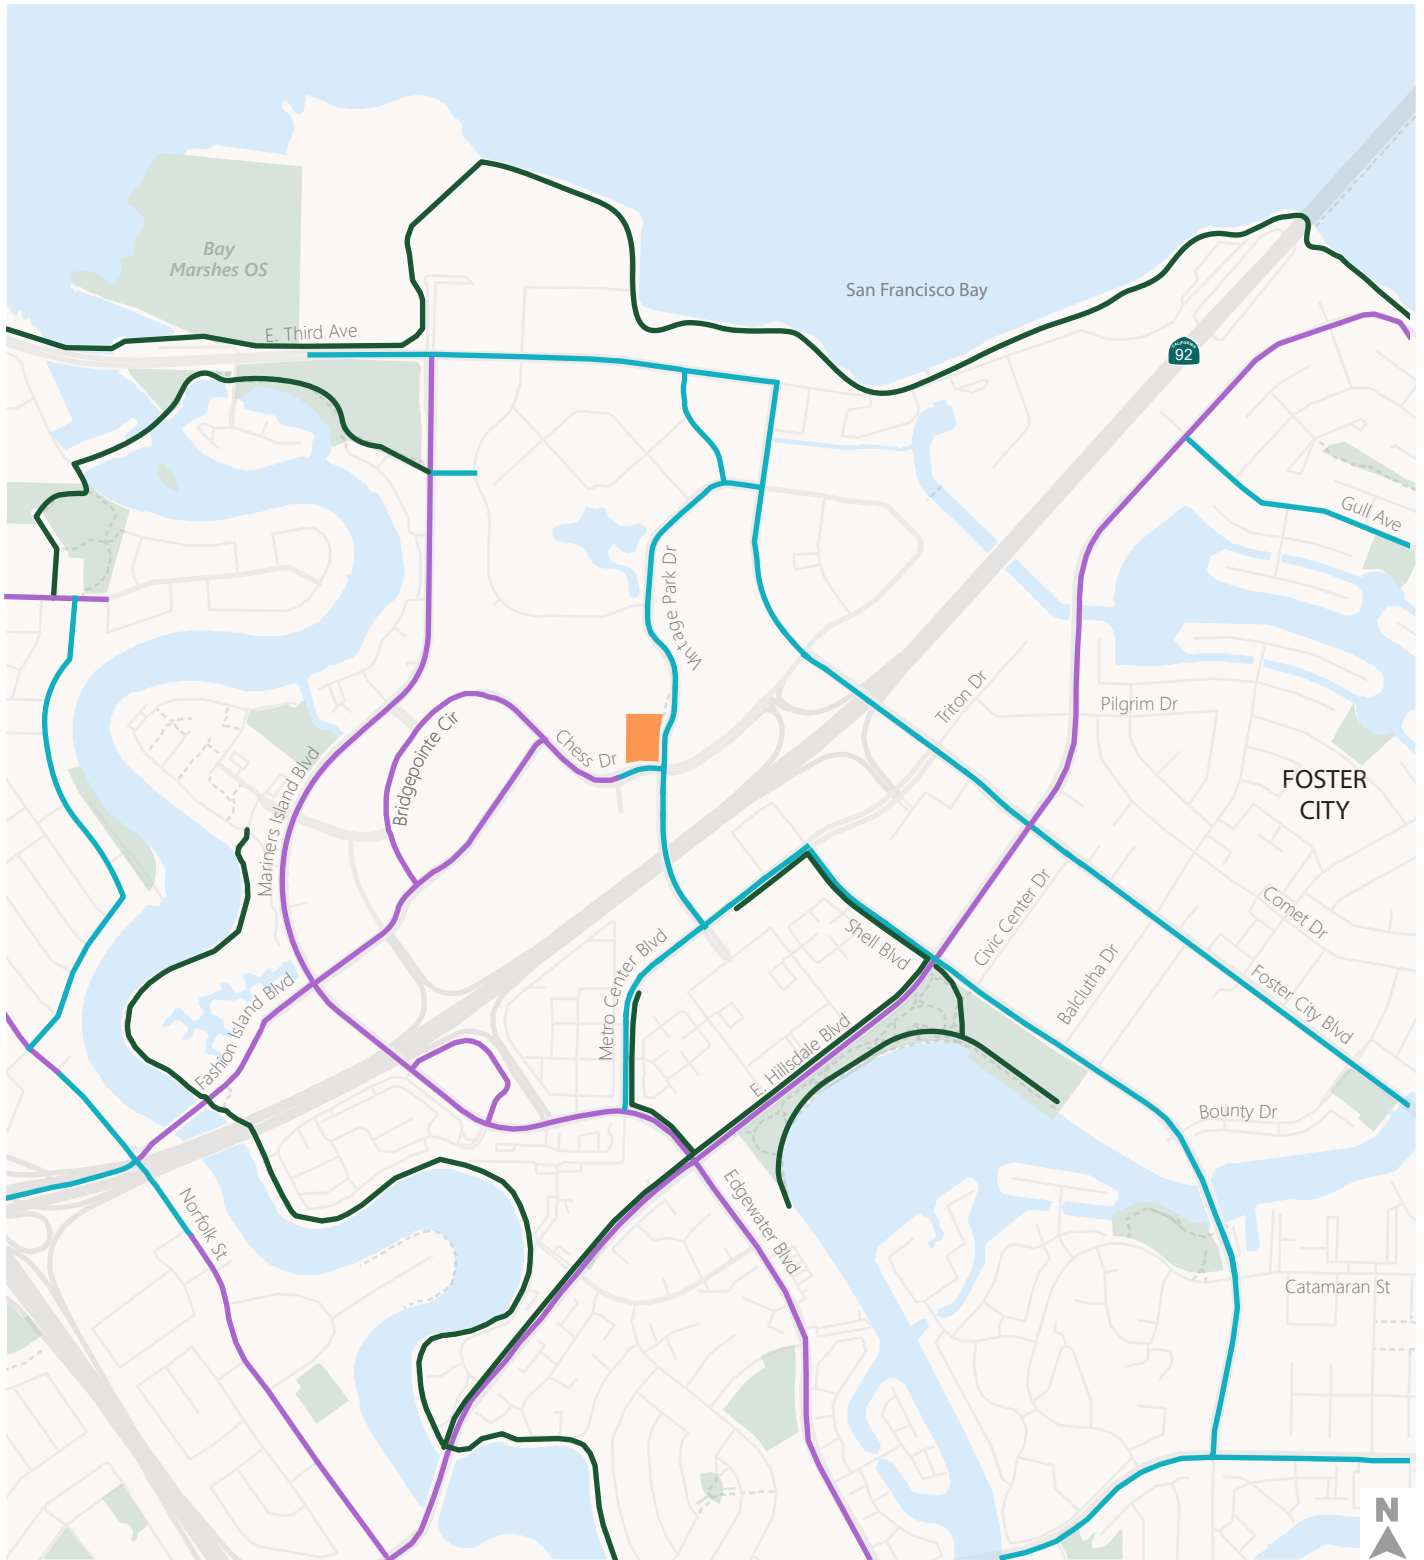 Bay
Marshes OS
E. Third Ave
San Francisco Bay
CALIFORNIA
92
Gull Ave
Vintage Park Dr
Triton Dr
Pilgrim Dr
Bridgepointe Cir
Chess Dr
Mariners Island Blvd
FOSTER
CITY
Civic Center Dr
Comet Dr
Shell Blvd
Metro Center Blvd
Balclutha Dr
Foster City Blvd
Fashion Island Blvd
E. Hillsdale Blvd
Bounty Dr
Norfolk St
Edgewater Blvd
Catamaran St
N